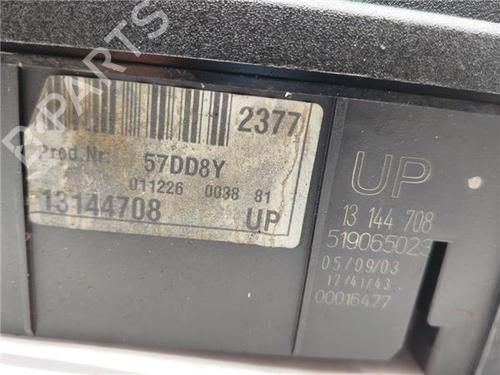 2377
Prod.Nr. 57DD8Y
011226 0038 81
13144708 UP
UP
13 144 708
519065023
05/09/03
17/41/43
00016477
B-PARTS